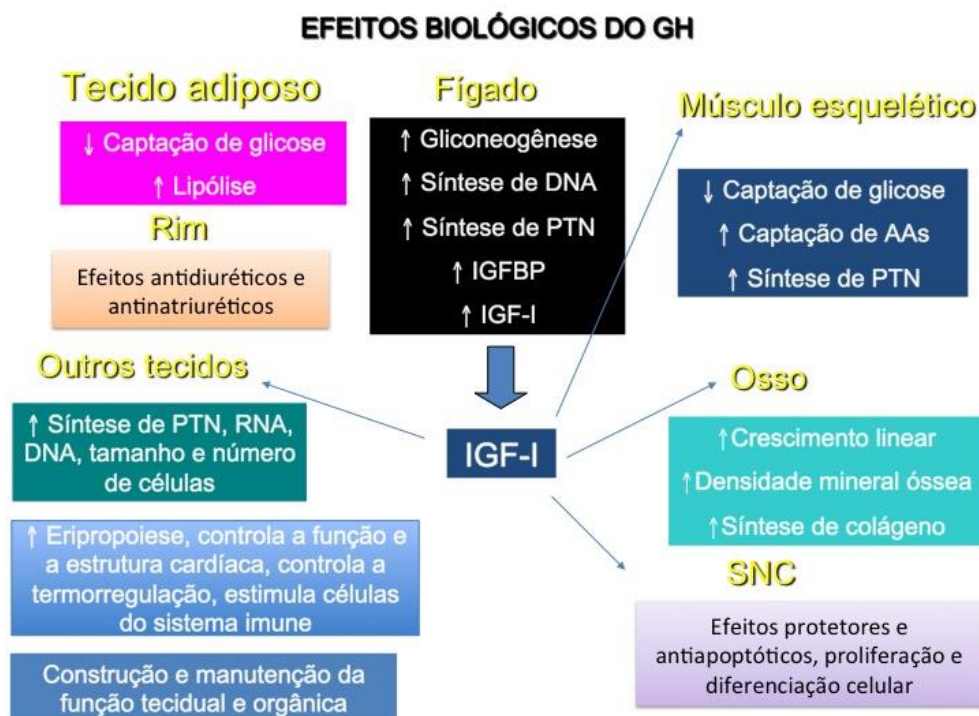 EFEITOS BIOLÓGICOS DO GH
Tecido adiposo
↓ Captação de glicose
↑ Lipólise
Rim
Efeitos antidiuréticos e
antinatriuréticos
Fígado
↑ Gliconeogênese
↑ Síntese de DNA
↑ Síntese de PTN
↑ IGFBP
↑ IGF-I
Músculo esquelético
↓ Captação de glicose
↑ Captação de AAs
↑ Síntese de PTN
Outros tecidos
↑ Síntese de PTN, RNA,
DNA, tamanho e número
de células
↑ Eripropoiese, controla a função e
a estrutura cardíaca, controla a
termorregulação, estimula células
do sistema imune
Construção e manutenção da
função tecidual e orgânica
IGF-I
Osso
↑Crescimento linear
↑Densidade mineral óssea
↑Síntese de colágeno
SNC
Efeitos protetores e
antiapoptóticos, proliferação e
diferenciação celular